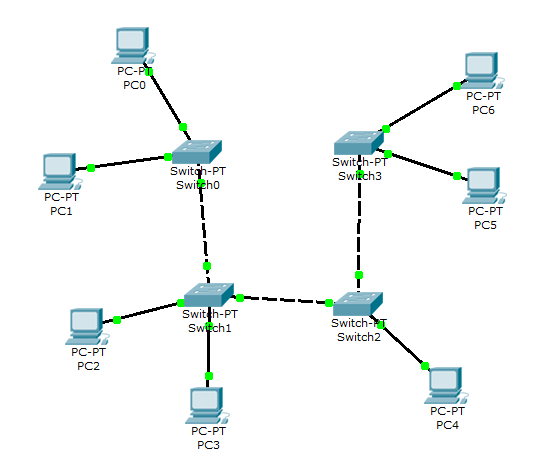 PC-PT
PC0
PC-PT
PC6
Switch-PT
Switch0
Switch-PT
Switch3
PC-PT
PC1
PC-PT
PC5
Switch-PT
Switch1
Switch-PT
Switch2
PC-PT
PC2
PC-PT
PC3
PC-PT
PC4